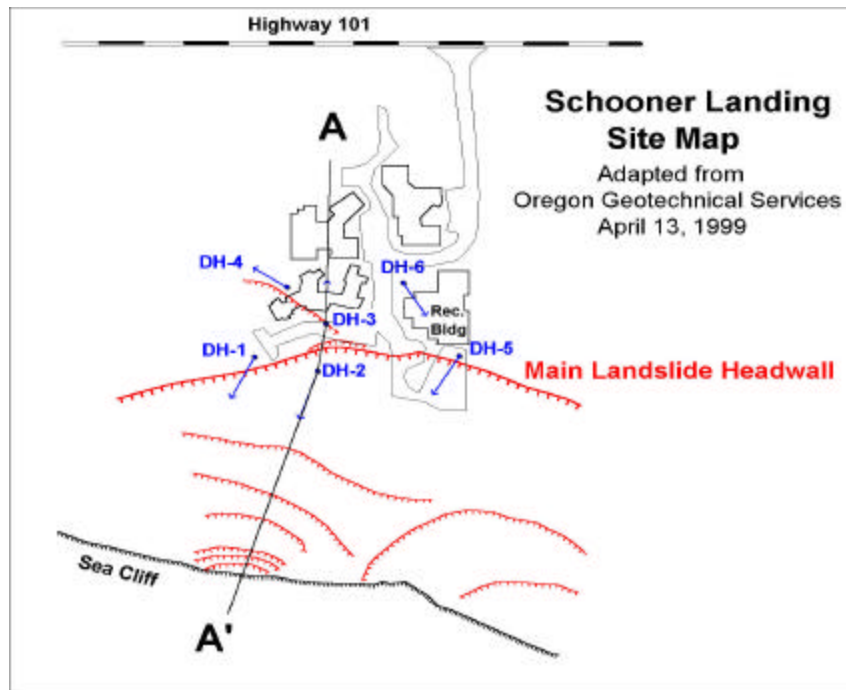 Highway 101
Schooner Landing
Site Map
Adapted from
Oregon Geotechnical Services
April 13, 1999
A
DH-4
DH-6
Rec.
Bldg
DH-3
DH-1
DH-5
DH-2
Main Landslide Headwall
Sea Cliff
A'